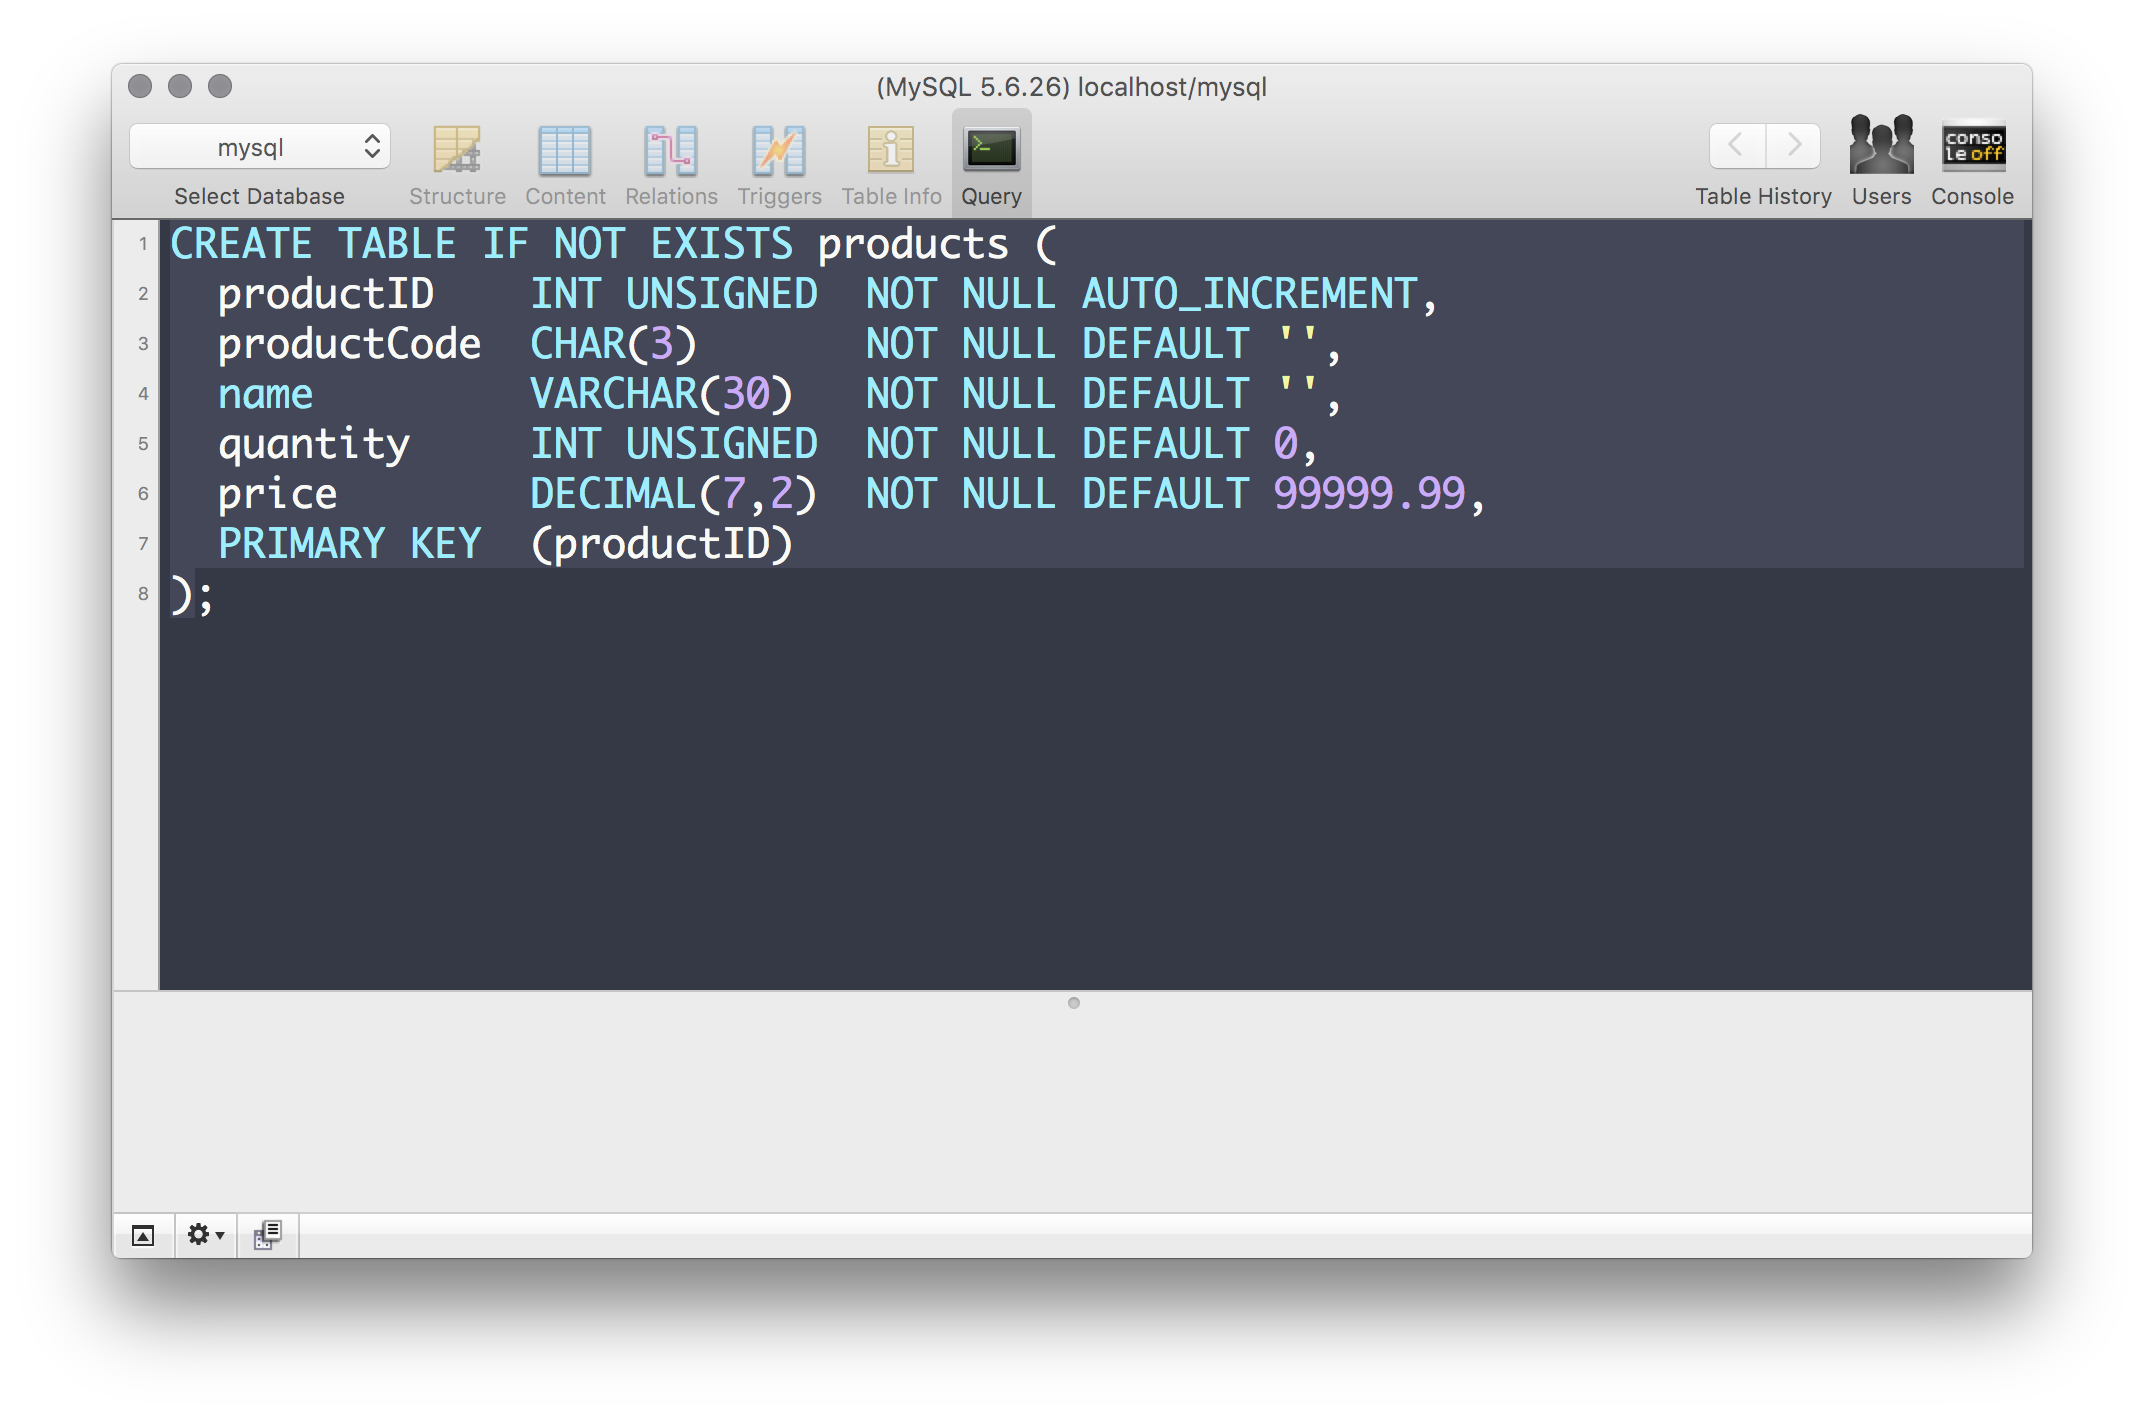 (MySQL 5.6.26) localhost/mysql
mysql
Select Database
Structure
Content
Relations
Triggers
Table Info
Query
Table History
Users
conso
le off
Console
1 CREATE TABLE IF NOT EXISTS products (
2 productID INT UNSIGNED NOT NULL AUTO_INCREMENT,
3 productCode CHAR(3) NOT NULL DEFAULT '',
4 name VARCHAR(30) NOT NULL DEFAULT '',
5 quantity INT UNSIGNED NOT NULL DEFAULT 0,
6 price DECIMAL(7,2) NOT NULL DEFAULT 99999.99,
7 PRIMARY KEY (productID)
8 );